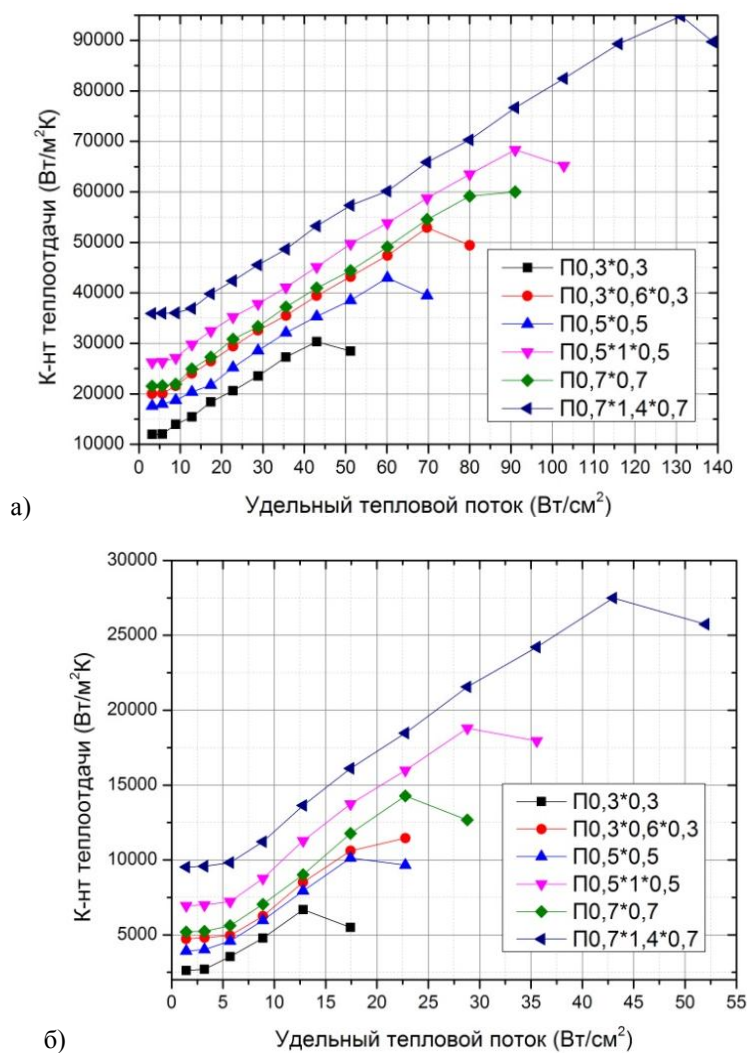 90000
80000
70000
60000
50000
40000
30000
20000
10000
К-нт теплоотдачи (Вт/м²К)
П0,3*0,3
П0,3*0,6*0,3
П0,5*0,5
П0,5*1*0,5
П0,7*0,7
П0,7*1,4*0,7
0 10 20 30 40 50 60 70 80 90 100 110 120 130 140
Удельный тепловой поток (Вт/см²)
а)
30000
25000
20000
15000
10000
5000
К-нт теплоотдачи (Вт/м²К)
П0,3*0,3
П0,3*0,6*0,3
П0,5*0,5
П0,5*1*0,5
П0,7*0,7
П0,7*1,4*0,7
0 5 10 15 20 25 30 35 40 45 50 55
Удельный тепловой поток (Вт/см²)
б)